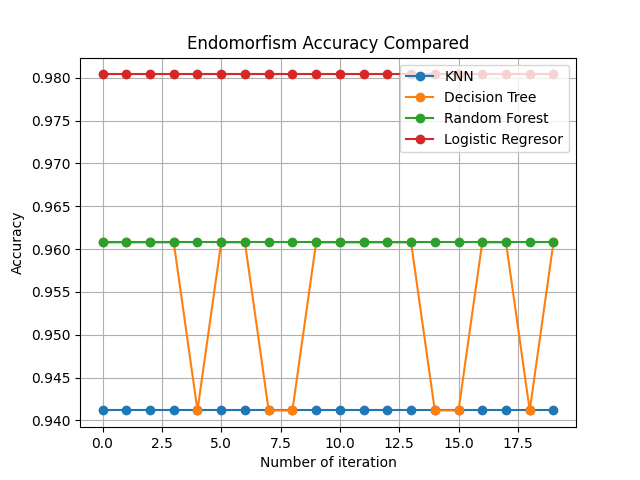 Endomorfism Accuracy Compared
KNN
Decision Tree
Random Forest
Logistic Regresor
0.980
0.975
0.970
0.965
0.960
0.955
0.950
0.945
0.940
Accuracy
0.0 2.5 5.0 7.5 10.0 12.5 15.0 17.5
Number of iteration